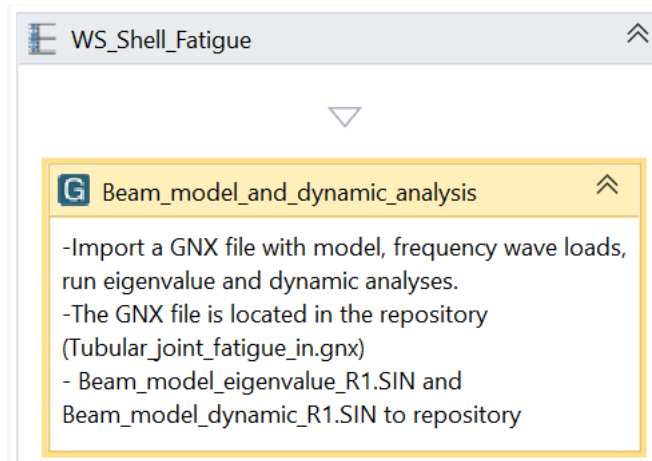 WS_Shell_Fatigue
G Beam_model_and_dynamic_analysis
-Import a GNX file with model, frequency wave loads,
run eigenvalue and dynamic analyses.
-The GNX file is located in the repository
(Tubular_joint_fatigue_in.gnx)
- Beam_model_eigenvalue_R1.SIN and
Beam_model_dynamic_R1.SIN to repository